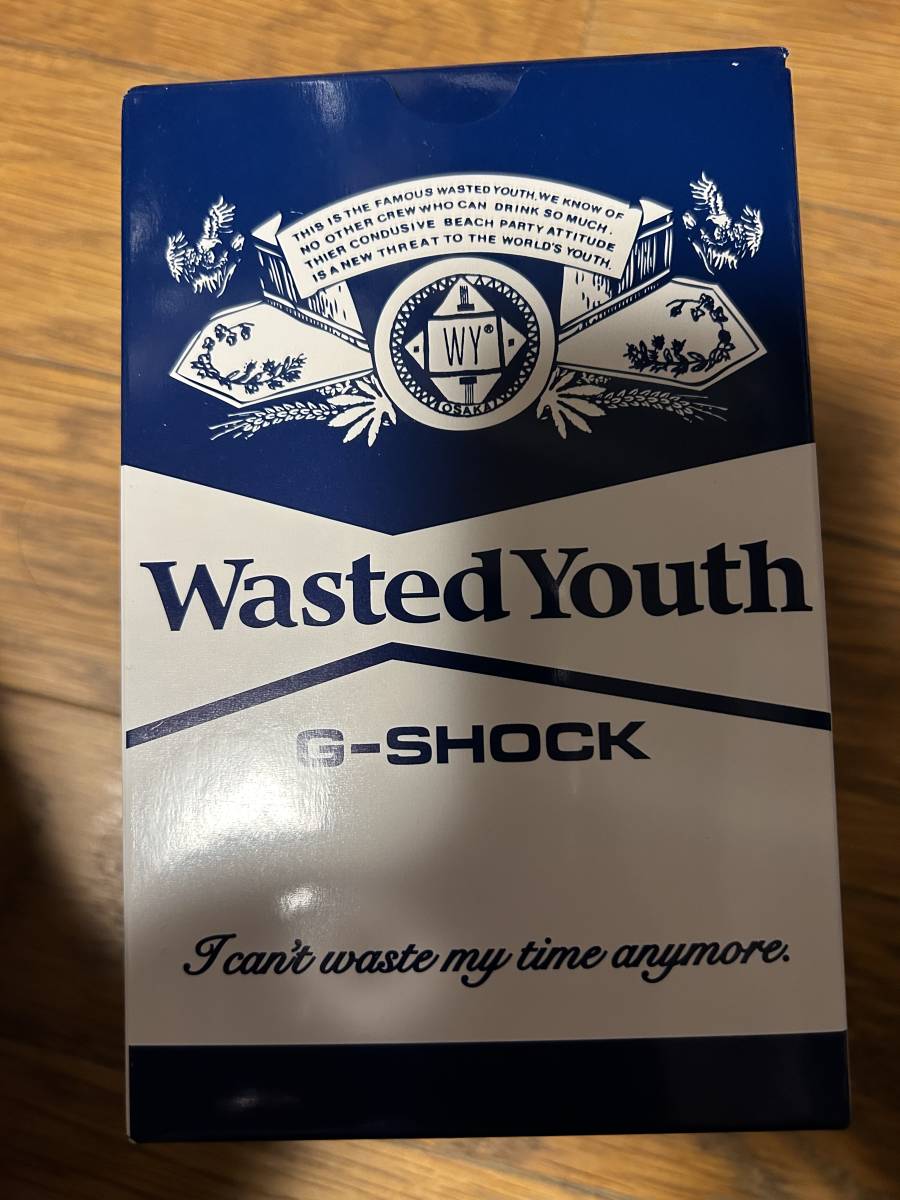 THIS IS THE FAMOUS WASTED YOUTH, WE KNOW OF
NO OTHER CREW WHO CAN DRINK SO MUCH.
THIER CONDUSIVE BEACH PARTY ATTITUDE
IS A NEW THREAT TO THE WORLD'S YOUTH.
WY®
OSAKA
Wasted Youth
G-SHOCK
I can't waste my time anymore.